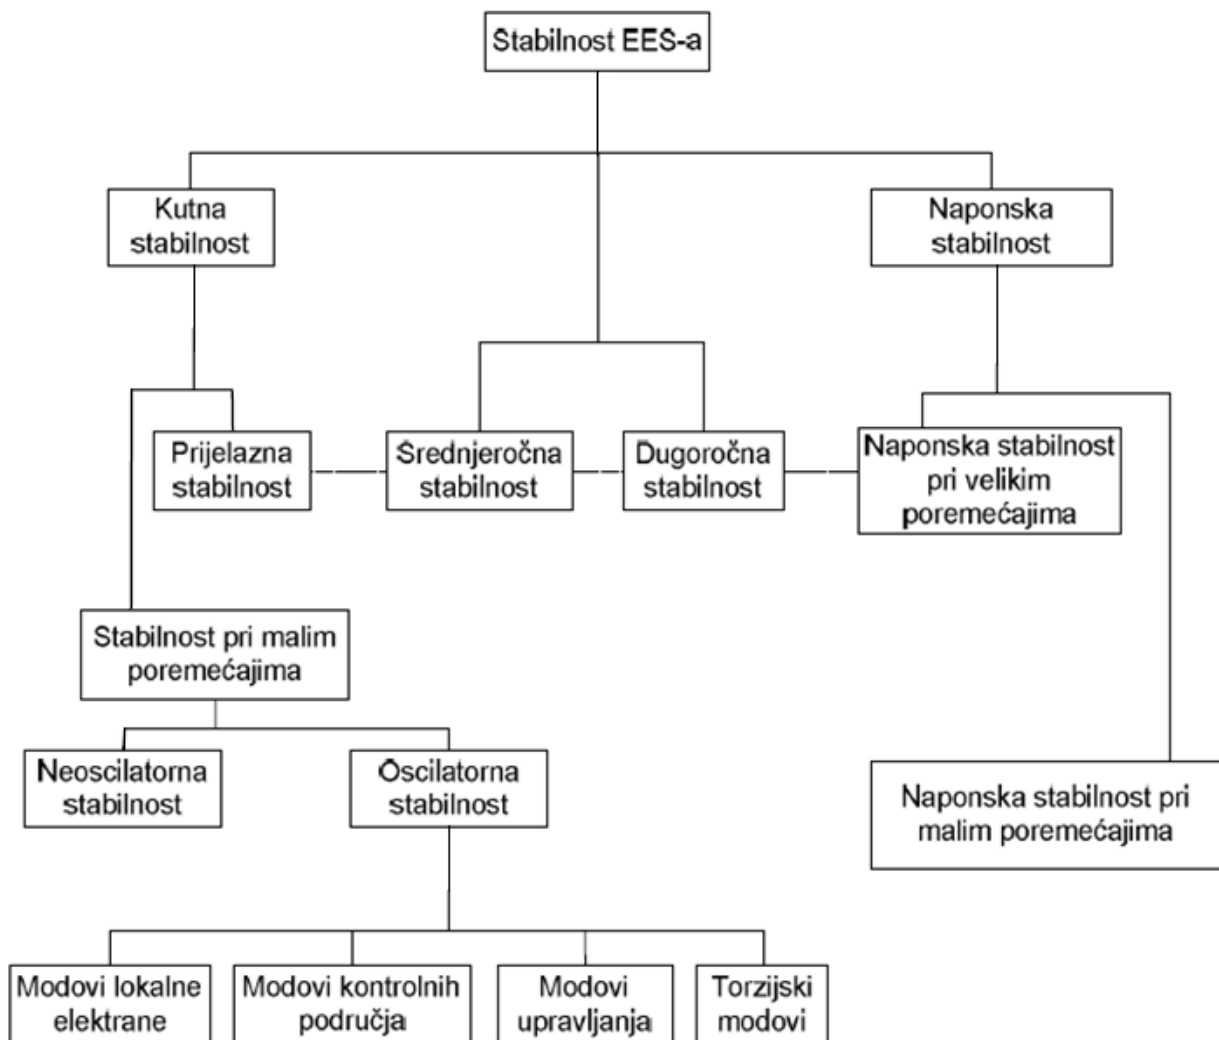 Stabilnost EES-a
Kutna
stabilnost
Naponska
stabilnost
Prijelazna
stabilnost
Srednjeročna
stabilnost
Dugoročna
stabilnost
Naponska stabilnost
pri velikim
poremećajima
Stabilnost pri malim
poremećajima
Neoscilatorna
stabilnost
Oscilatorna
stabilnost
Naponska stabilnost pri
malim poremećajima
Modovi lokalne
elektrane
Modovi kontrolnih
područja
Modovi
upravljanja
Torzijski
modovi